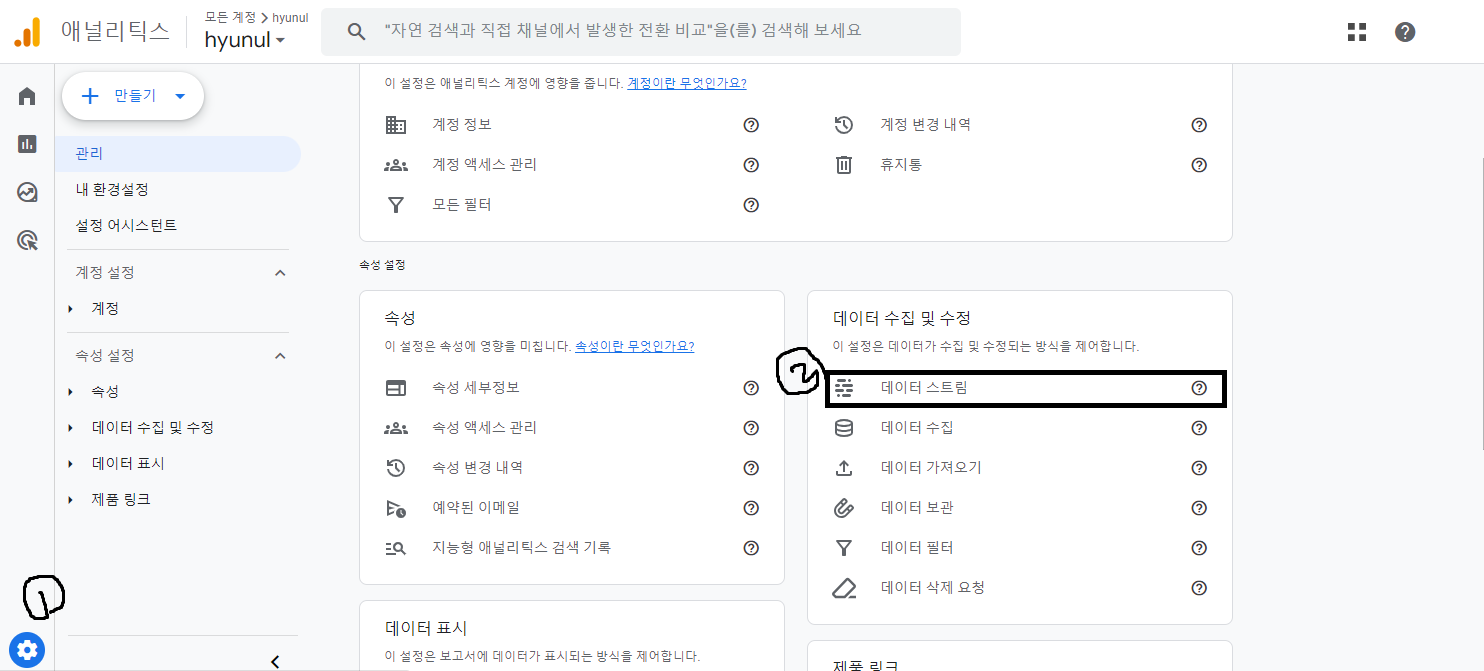 애널리틱스
모든 계정 > hyunul
hyunul
"자연 검색과 직접 채널에서 발생한 전환 비교"을(를) 검색해 보세요
만들기
관리
내 환경설정
설정 어시스턴트
계정 설정
계정
속성 설정
속성
데이터 수집 및 수정
데이터 표시
제품 링크
1
이 설정은 애널리틱스 계정에 영향을 줍니다. 계정이란 무엇인가요?
계정 정보
계정 변경 내역
계정 액세스 관리
휴지통
모든 필터
속성 설정
속성
이 설정은 속성에 영향을 미칩니다. 속성이란 무엇인가요?
속성 세부정보
속성 액세스 관리
속성 변경 내역
예약된 이메일
지능형 애널리틱스 검색 기록
데이터 수집 및 수정
이 설정은 데이터가 수집 및 수정되는 방식을 제어합니다.
2
데이터 스트림
데이터 수집
데이터 가져오기
데이터 보관
데이터 필터
데이터 삭제 요청
데이터 표시
이 설정은 보고서에 데이터가 표시되는 방식을 제어합니다.
제품 링크